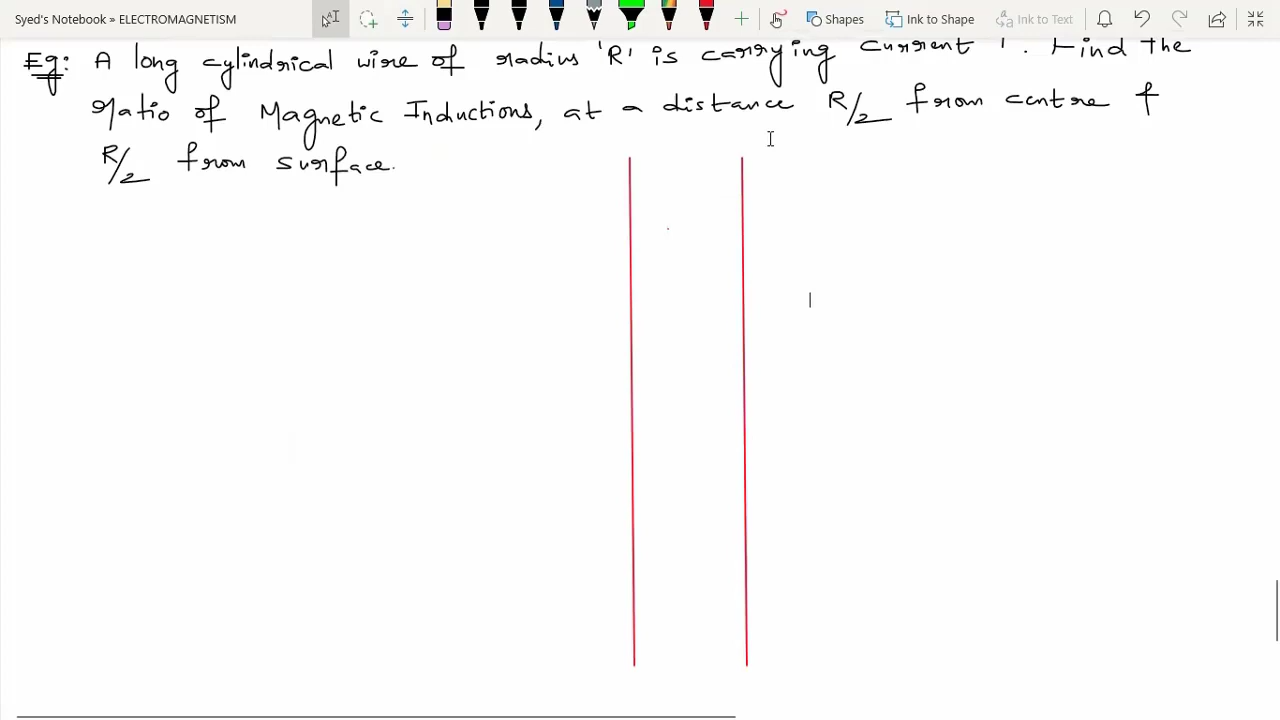 Syed's Notebook » ELECTROMAGNETISM
Shapes
Ink to Shape
Ink to Text
Eg: A long cylindrical wire of radius 'R' is carrying current I. Find the
Ratio of Magnetic Inductions, at a distance R/2 from centre &
R/2 from surface.